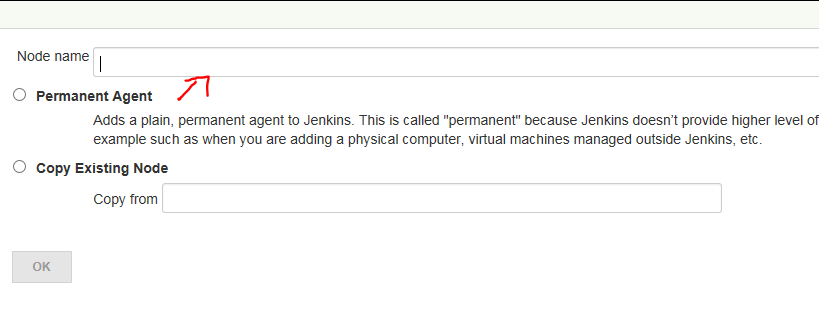 Node name
Permanent Agent
Adds a plain, permanent agent to Jenkins. This is called "permanent" because Jenkins doesn't provide higher level of
example such as when you are adding a physical computer, virtual machines managed outside Jenkins, etc.
Copy Existing Node
Copy from
OK